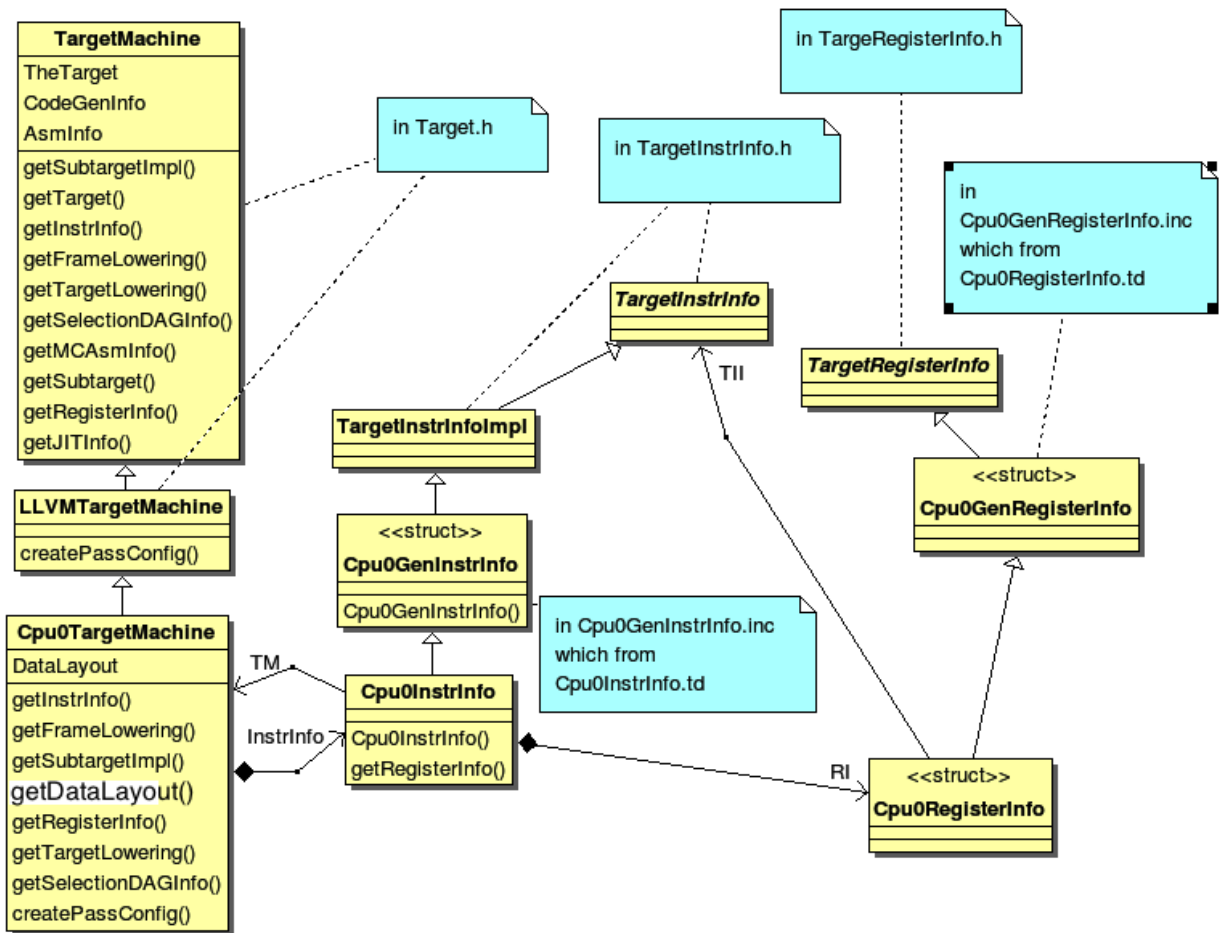 TargetMachine
TheTarget
CodeGenInfo
AsmInfo
getSubtargetImpl()
getTarget()
getInstrInfo()
getFrameLowering()
getTargetLowering()
getSelectionDAGInfo()
getMCAsmInfo()
getSubtarget()
getRegisterInfo()
getJITInfo()
LLVMTargetMachine
createPassConfig()
Cpu0TargetMachine
DataLayout
getInstrInfo()
getFrameLowering()
getSubtargetImpl()
getDataLayout()
getRegisterInfo()
getTargetLowering()
getSelectionDAGInfo()
createPassConfig()
in Target.h
in TargetInstrInfo.h
in TargeRegisterInfo.h
in
Cpu0GenRegisterInfo.inc
which from
Cpu0RegisterInfo.td
TargetInstrInfo
TII
TargetRegisterInfo
TargetInstrInfoImpl
<<struct>>
Cpu0GenRegisterInfo
<<struct>>
Cpu0GenInstrInfo
Cpu0GenInstrInfo()
in Cpu0GenInstrInfo.inc
which from
Cpu0InstrInfo.td
TM
InstrInfo
Cpu0InstrInfo
Cpu0InstrInfo()
getRegisterInfo()
RI
<<struct>>
Cpu0RegisterInfo